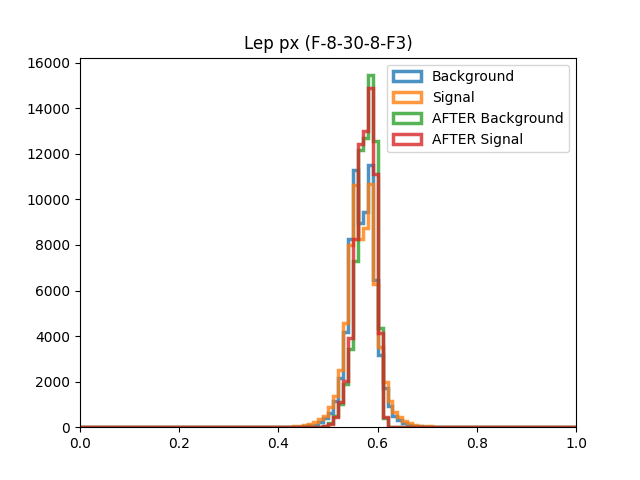 Lep px (F-8-30-8-F3)
16000
14000
12000
10000
8000
6000
4000
2000
0
0.0 0.2 0.4 0.6 0.8 1.0
Background
Signal
AFTER Background
AFTER Signal